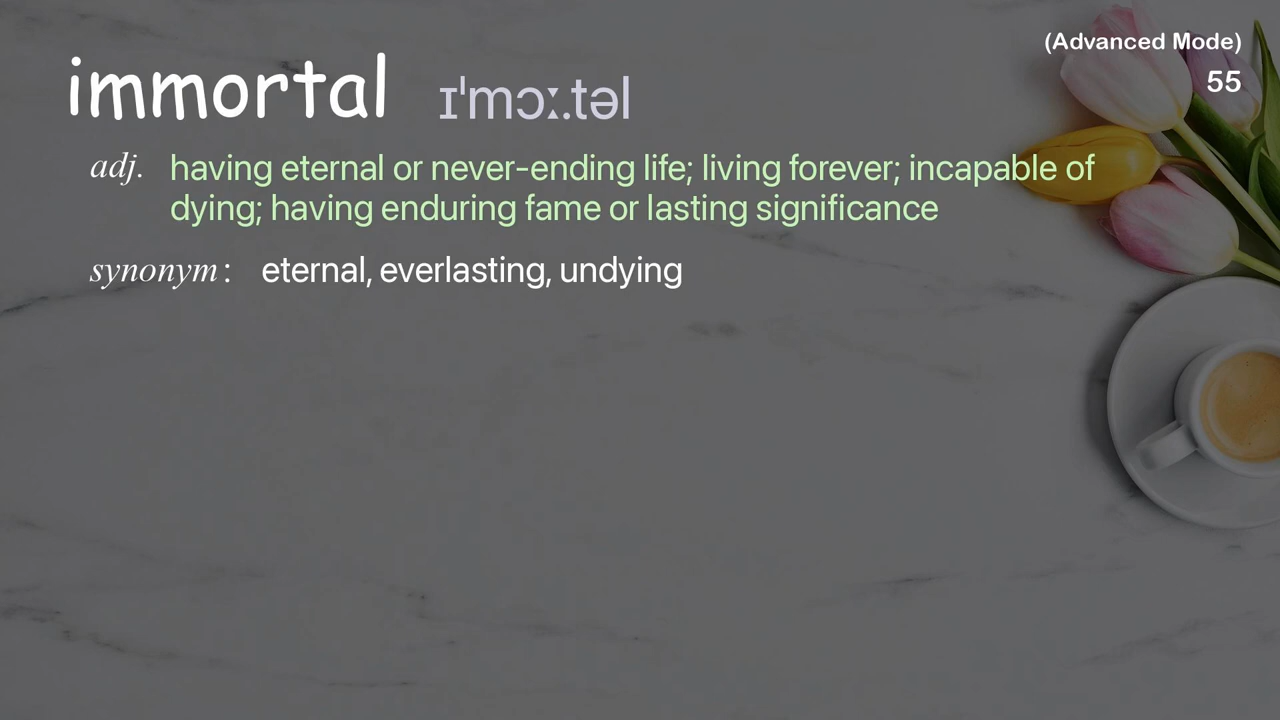 (Advanced Mode)
55
immortal ɪˈmɔː.təl
adj. having eternal or never-ending life; living forever; incapable of
dying; having enduring fame or lasting significance
synonym: eternal, everlasting, undying